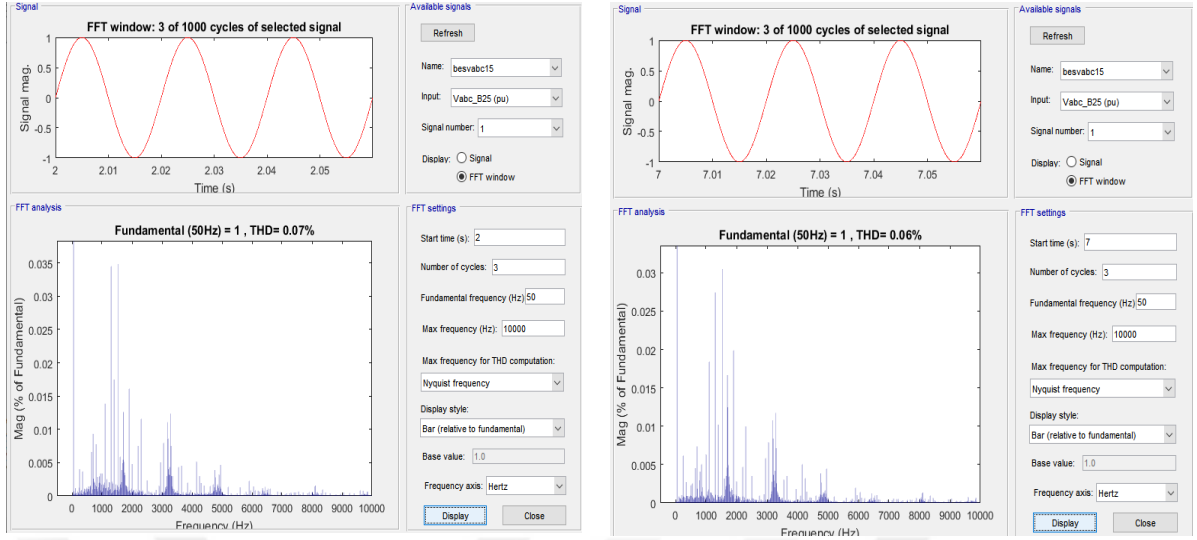 Signal
FFT window: 3 of 1000 cycles of selected signal
1
0.5
0
-0.5
-1
Signal mag.
2 2.01 2.02 2.03 2.04 2.05
Time (s)
Available signals
Refresh
Name: besvabc15
Input: Vabc_B25 (pu)
Signal number: 1
Display: Signal
FFT window
FFT analysis
Fundamental (50Hz) = 1 , THD= 0.07%
0.035
0.03
0.025
0.02
0.015
0.01
0.005
0
Mag (% of Fundamental)
0 1000 2000 3000 4000 5000 6000 7000 8000 9000 10000
Frequency (Hz)
FFT settings
Start time (s): 2
Number of cycles: 3
Fundamental frequency (Hz) 50
Max frequency (Hz): 10000
Max frequency for THD computation:
Nyquist frequency
Display style:
Bar (relative to fundamental)
Base value: 1.0
Frequency axis: Hertz
Display Close
Signal
FFT window: 3 of 1000 cycles of selected signal
1
0.5
0
-0.5
-1
Signal mag.
7 7.01 7.02 7.03 7.04 7.05
Time (s)
Available signals
Refresh
Name: besvabc15
Input: Vabc_B25 (pu)
Signal number: 1
Display: Signal
FFT window
FFT analysis
Fundamental (50Hz) = 1 , THD= 0.06%
0.03
0.025
0.02
0.015
0.01
0.005
0
Mag (% of Fundamental)
0 1000 2000 3000 4000 5000 6000 7000 8000 9000 10000
Frequency (Hz)
FFT settings
Start time (s): 7
Number of cycles: 3
Fundamental frequency (Hz) 50
Max frequency (Hz): 10000
Max frequency for THD computation:
Nyquist frequency
Display style:
Bar (relative to fundamental)
Base value: 1.0
Frequency axis: Hertz
Display Close